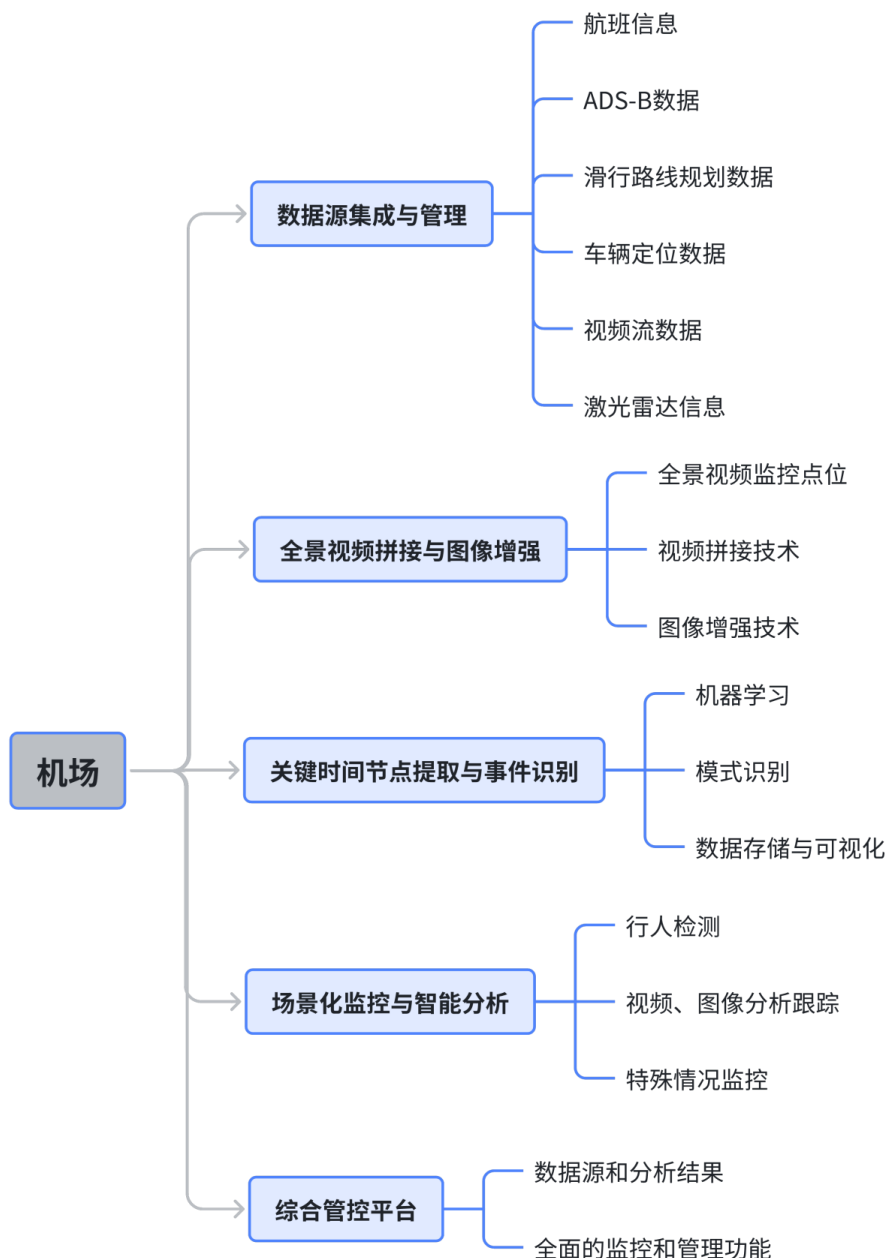 机场
数据源集成与管理
航班信息
ADS-B数据
滑行路线规划数据
车辆定位数据
视频流数据
激光雷达信息
全景视频拼接与图像增强
全景视频监控点位
视频拼接技术
图像增强技术
关键时间节点提取与事件识别
机器学习
模式识别
数据存储与可视化
场景化监控与智能分析
行人检测
视频、图像分析跟踪
特殊情况监控
综合管控平台
数据源和分析结果
全面的监控和管理功能